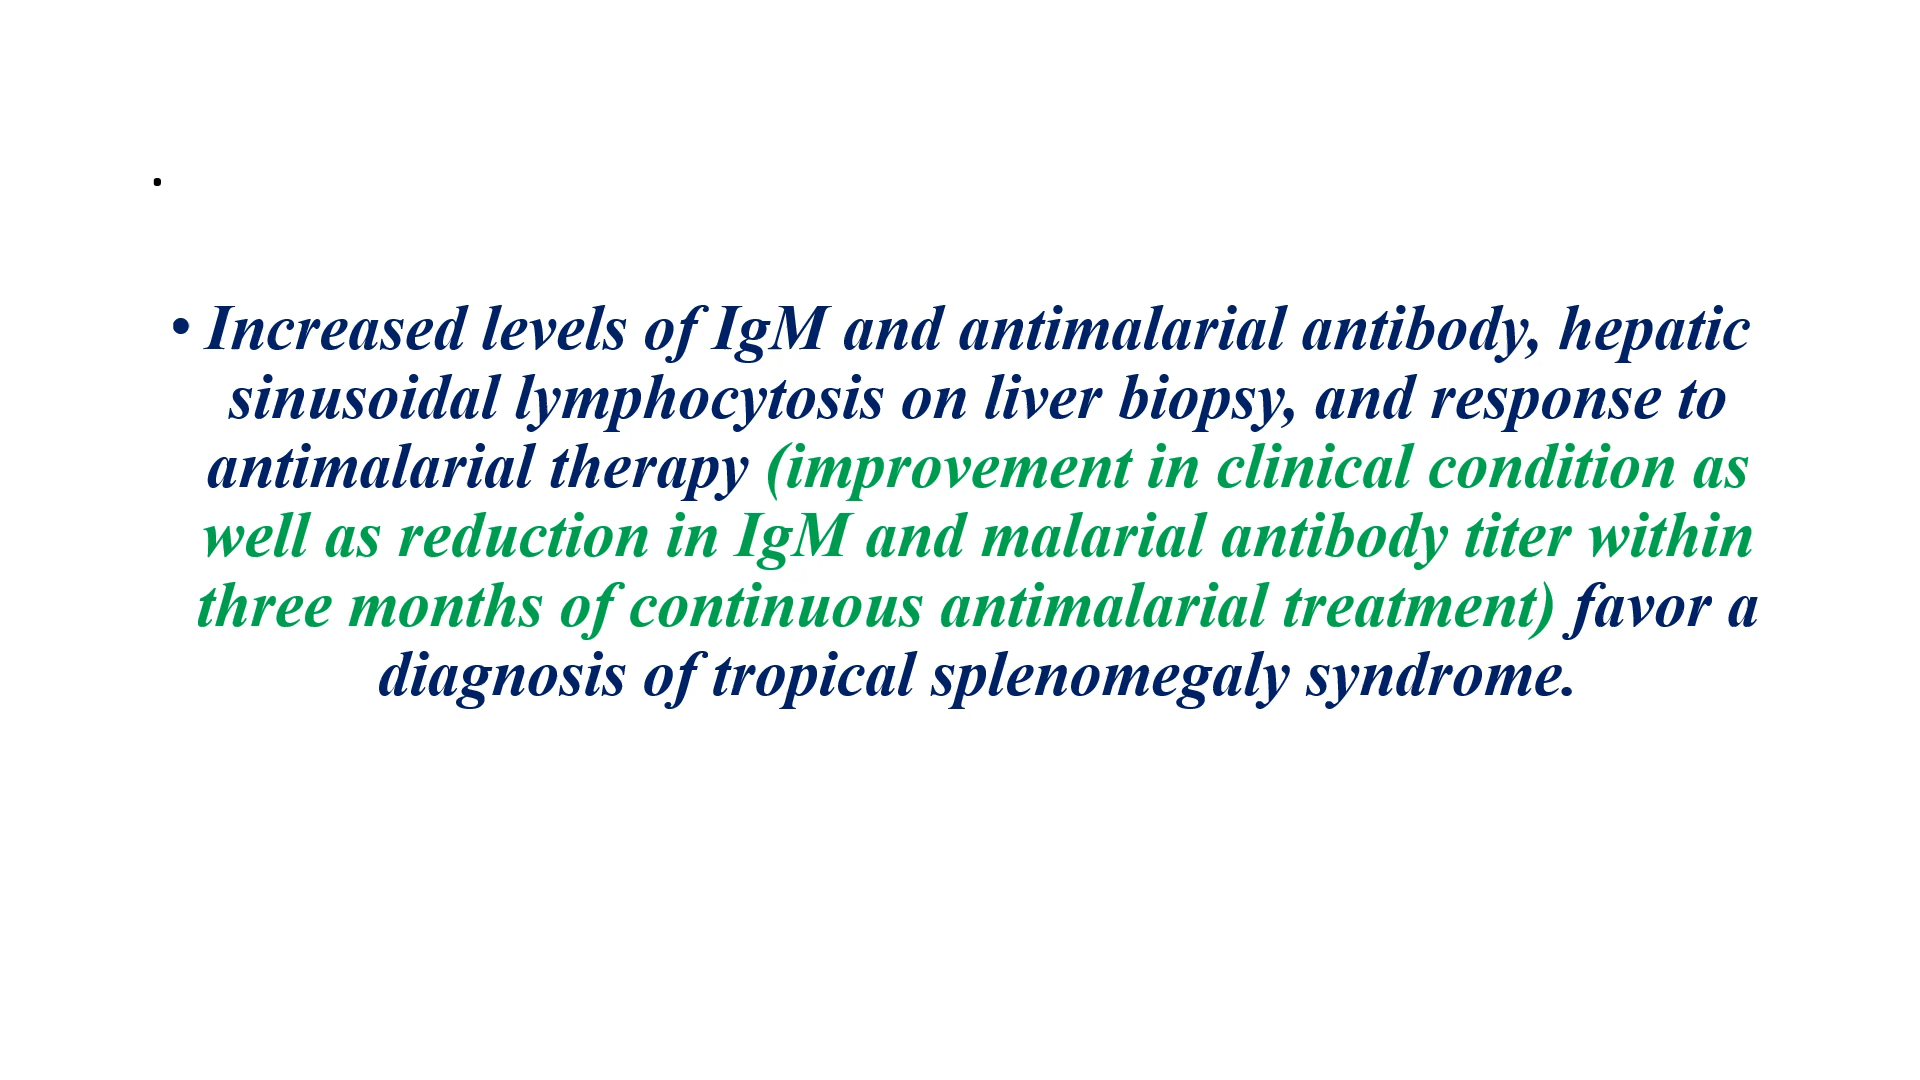 .
• Increased levels of IgM and antimalarial antibody, hepatic
sinusoidal lymphocytosis on liver biopsy, and response to
antimalarial therapy (improvement in clinical condition as
well as reduction in IgM and malarial antibody titer within
three months of continuous antimalarial treatment) favor a
diagnosis of tropical splenomegaly syndrome.